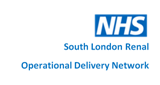 NHS
South London Renal
Operational Delivery Network